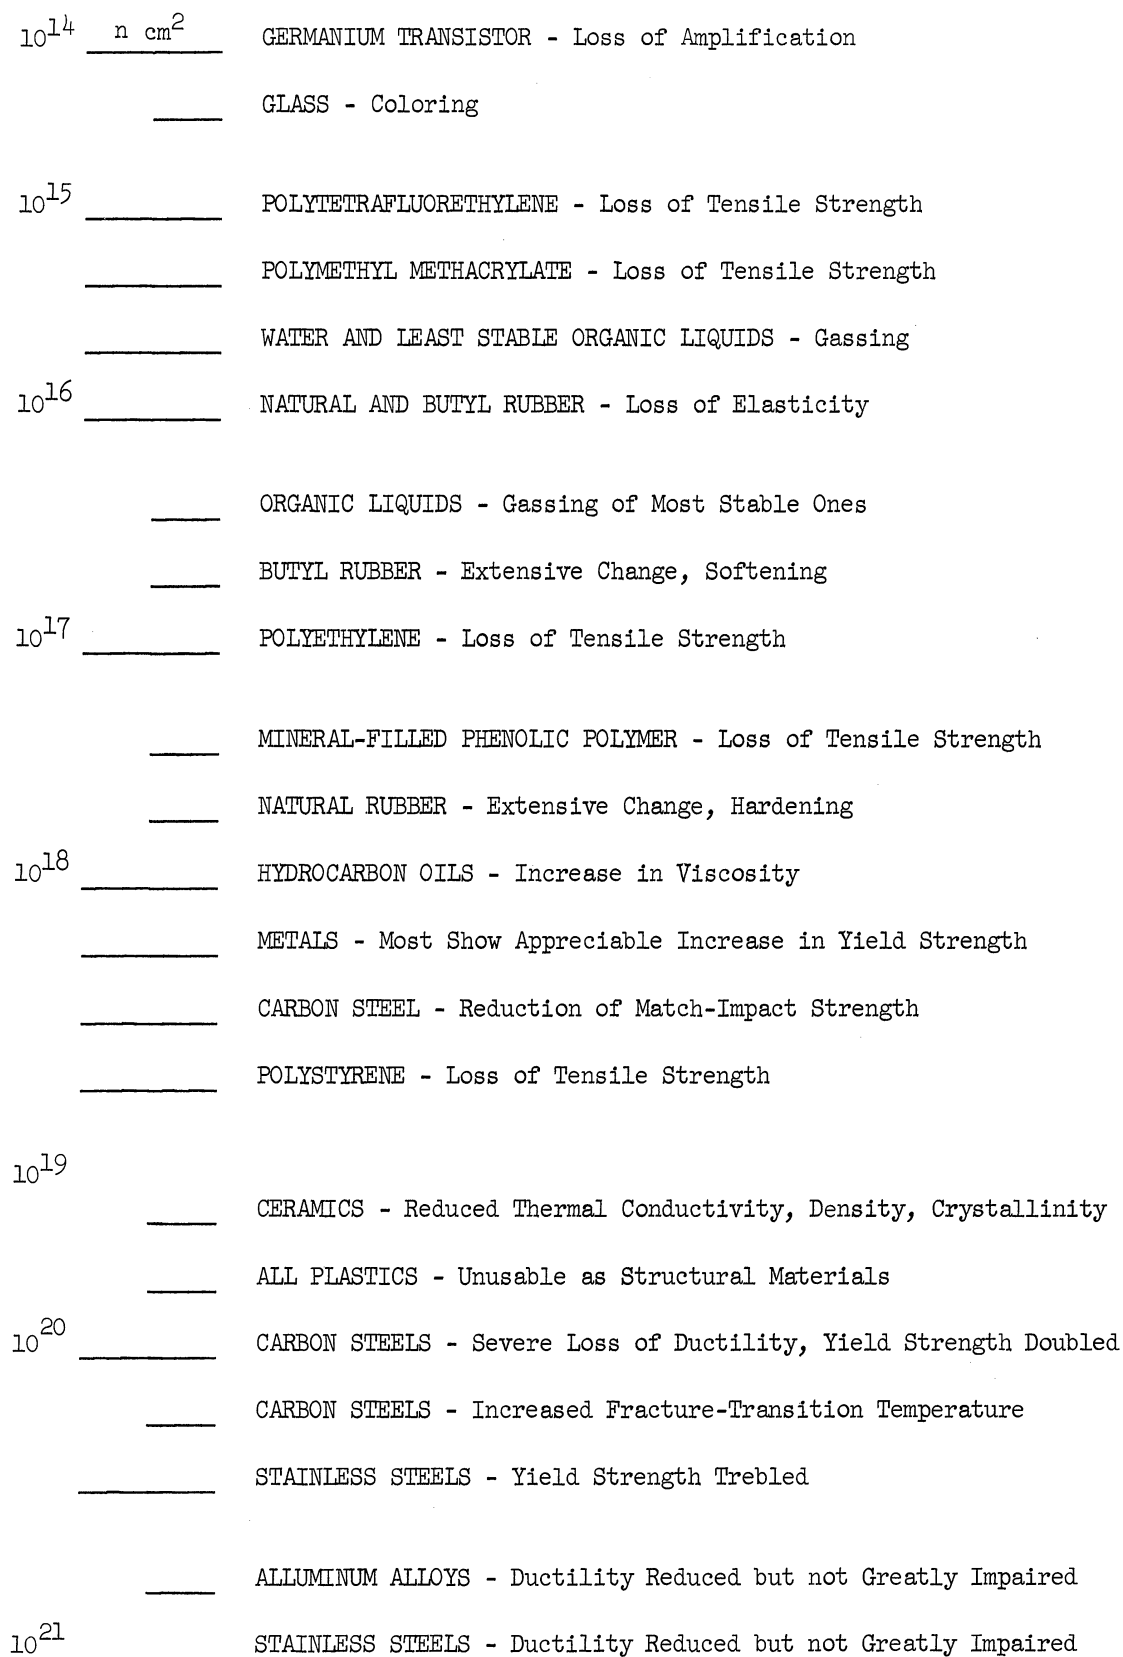 10^14 n cm^2 GERMANIUM TRANSISTOR - Loss of Amplification
GLASS - Coloring
10^15 POLYTETRAFLUORETHYLENE - Loss of Tensile Strength
POLYMETHYL METHACRYLATE - Loss of Tensile Strength
WATER AND LEAST STABLE ORGANIC LIQUIDS - Gassing
10^16 NATURAL AND BUTYL RUBBER - Loss of Elasticity
ORGANIC LIQUIDS - Gassing of Most Stable Ones
BUTYL RUBBER - Extensive Change, Softening
10^17 POLYETHYLENE - Loss of Tensile Strength
MINERAL-FILLED PHENOLIC POLYMER - Loss of Tensile Strength
NATURAL RUBBER - Extensive Change, Hardening
10^18 HYDROCARBON OILS - Increase in Viscosity
METALS - Most Show Appreciable Increase in Yield Strength
CARBON STEEL - Reduction of Match-Impact Strength
POLYSTYRENE - Loss of Tensile Strength
10^19
CERAMICS - Reduced Thermal Conductivity, Density, Crystallinity
ALL PLASTICS - Unusable as Structural Materials
10^20 CARBON STEELS - Severe Loss of Ductility, Yield Strength Doubled
CARBON STEELS - Increased Fracture-Transition Temperature
STAINLESS STEELS - Yield Strength Trebled
ALLUMINUM ALLOYS - Ductility Reduced but not Greatly Impaired
10^21 STAINLESS STEELS - Ductility Reduced but not Greatly Impaired